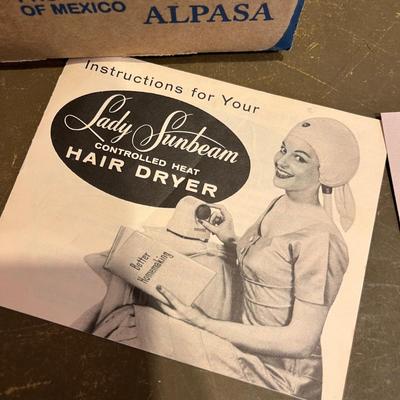 OF MEXICO
ALPASA
Instructions for Your
Lady Sunbeam
CONTROLLED HEAT
HAIR DRYER
Better
Homemaking